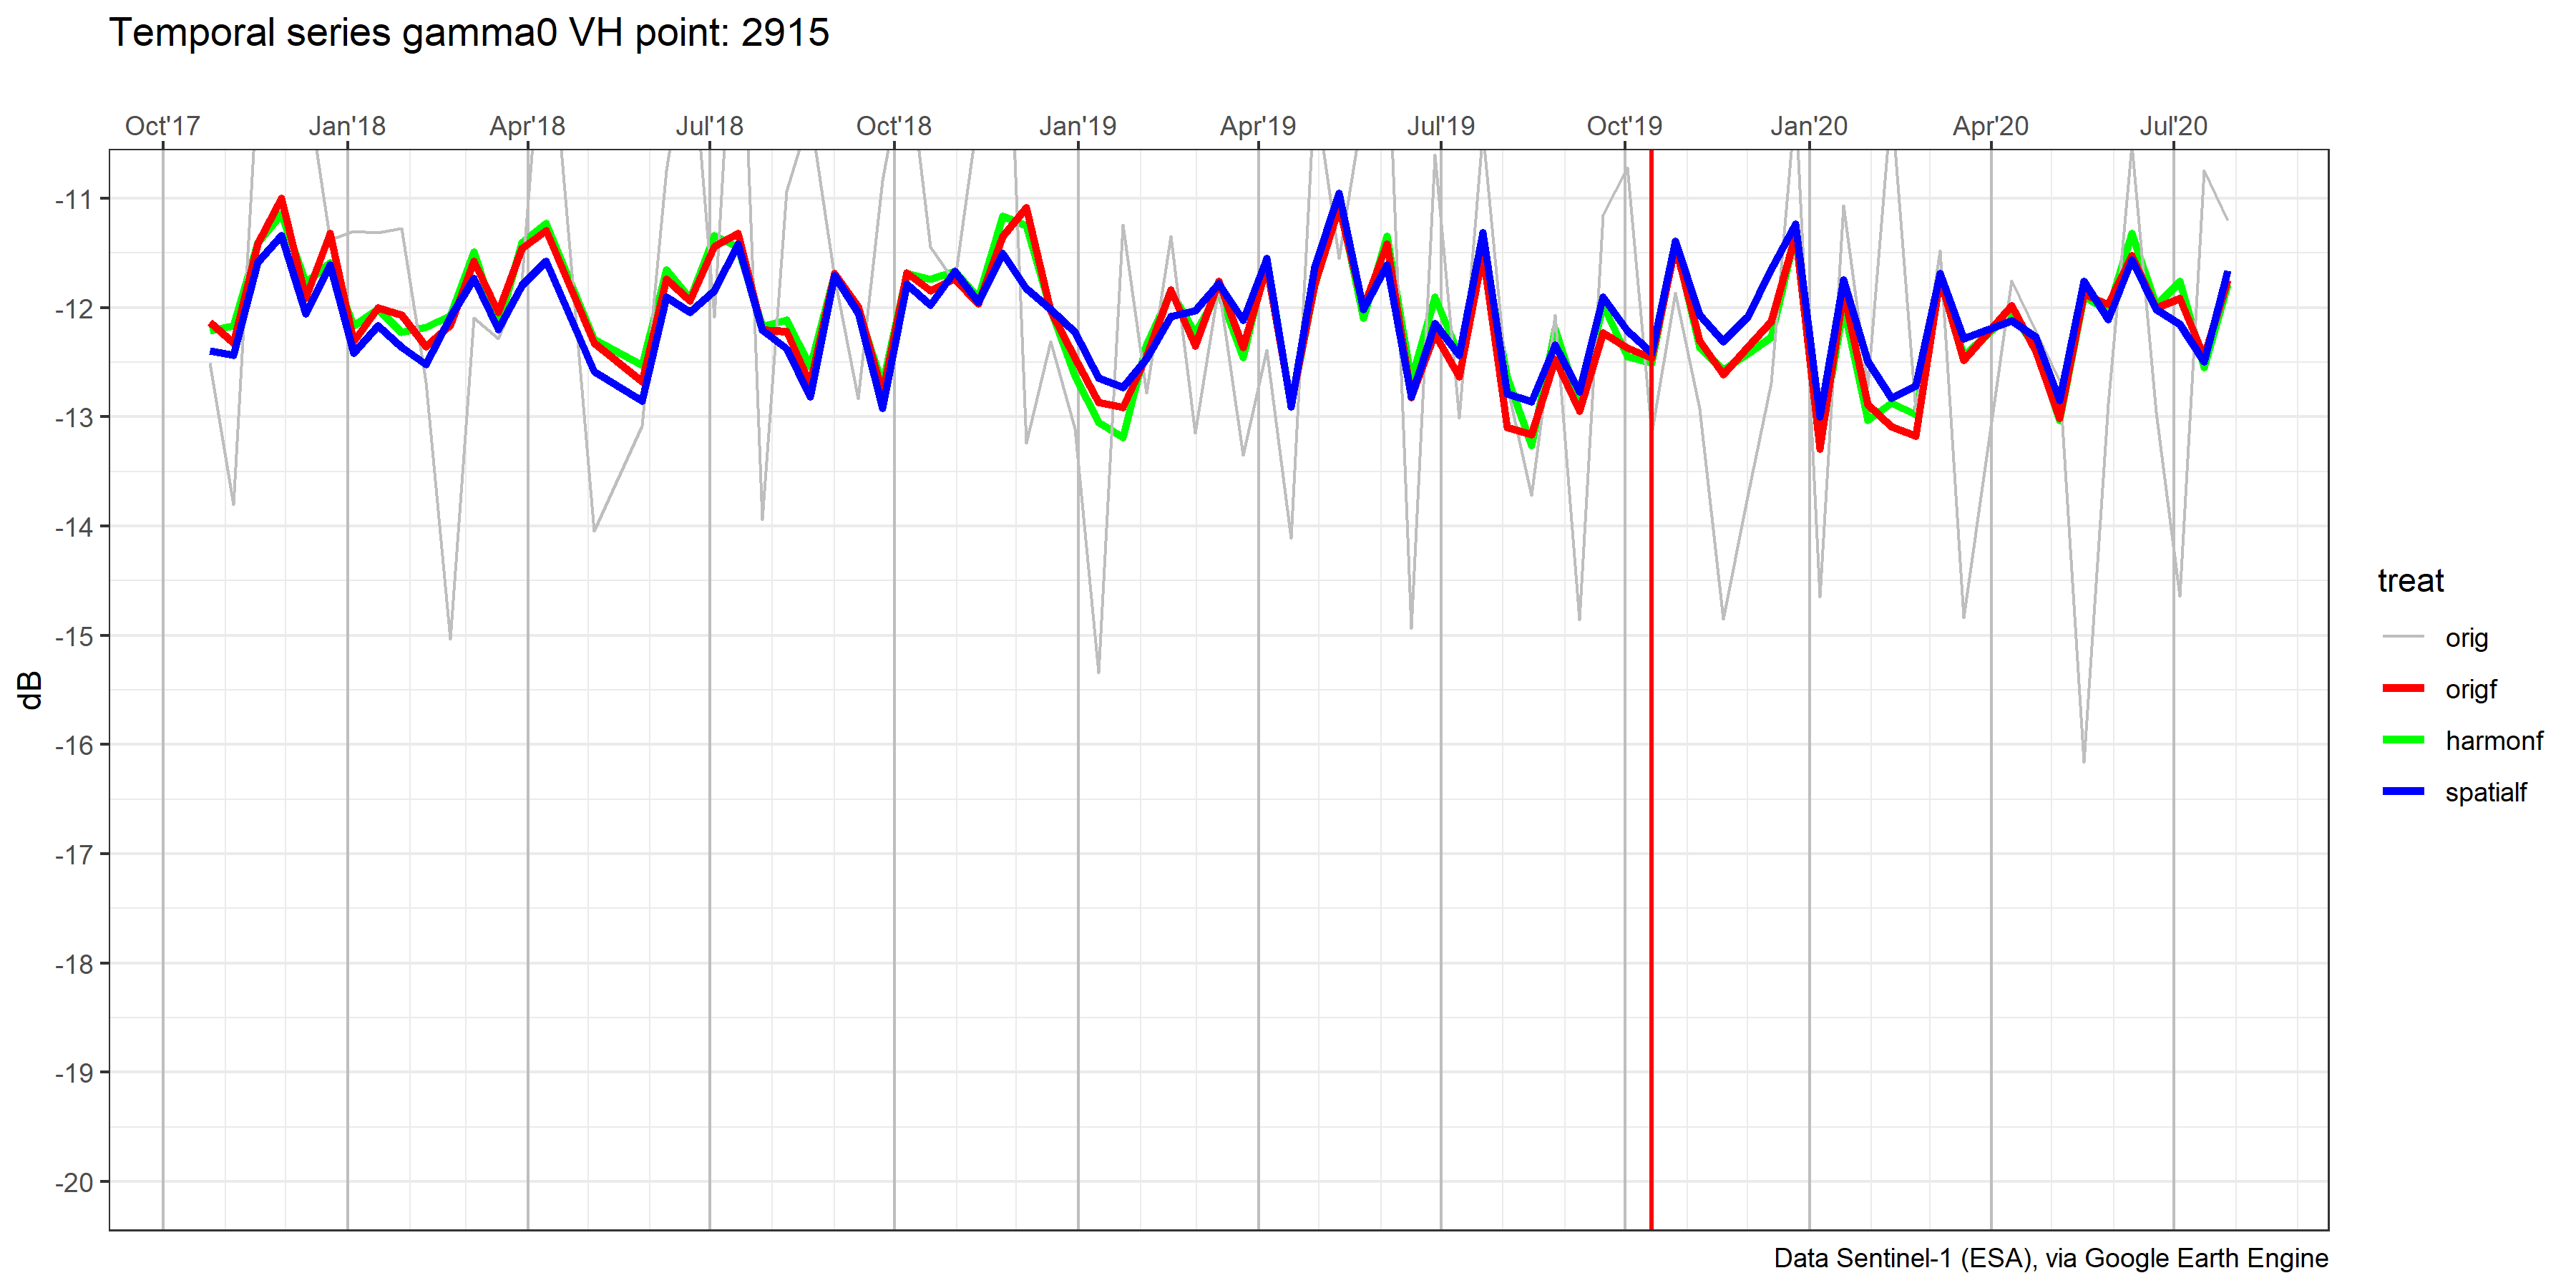 Temporal series gamma0 VH point: 2915
Oct'17 Jan'18 Apr'18 Jul'18 Oct'18 Jan'19 Apr'19 Jul'19 Oct'19 Jan'20 Apr'20 Jul'20
-11
-12
-13
-14
-15
-16
-17
-18
-19
-20
dB
treat
orig
origf
harmonf
spatialf
Data Sentinel-1 (ESA), via Google Earth Engine